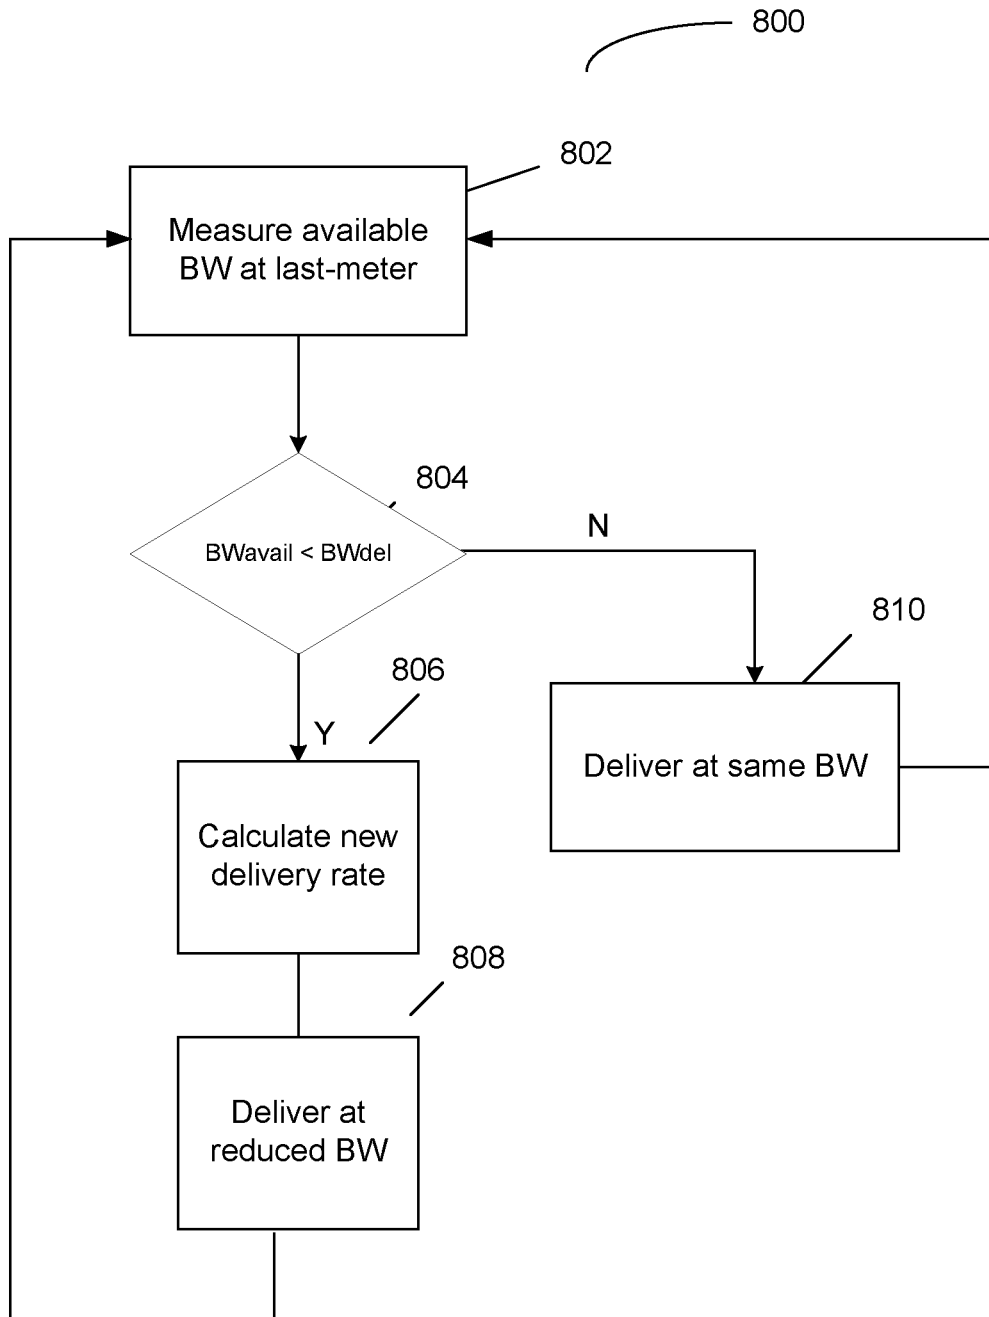 800
802
Measure available
BW at last-meter
804
BWavail < BWdel
N
810
806
Y
Deliver at same BW
Calculate new
delivery rate
808
Deliver at
reduced BW